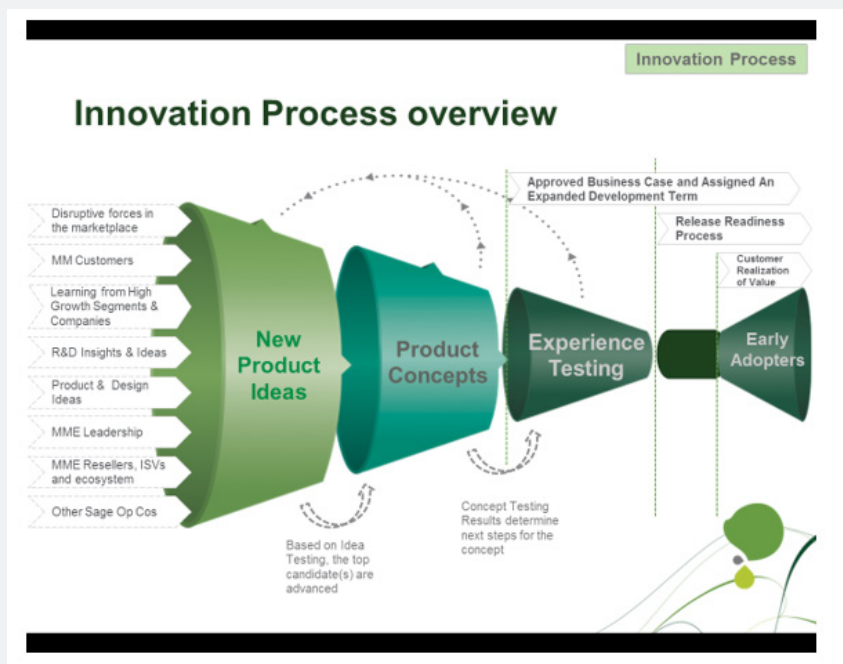 Innovation Process
Innovation Process overview
Approved Business Case and Assigned An
Expanded Development Term
Release Readiness
Process
Customer
Realization
of Value
Disruptive forces in
the marketplace
MM Customers
Learning from High
Growth Segments &
Companies
R&D Insights & Ideas
Product & Design
Ideas
MME Leadership
MME Resellers, ISVs
and ecosystem
Other Sage Op Cos
New
Product
Ideas
Product
Concepts
Experience
Testing
Early
Adopters
Based on Idea
Testing, the top
candidate(s) are
advanced
Concept Testing
Results determine
next steps for the
concept